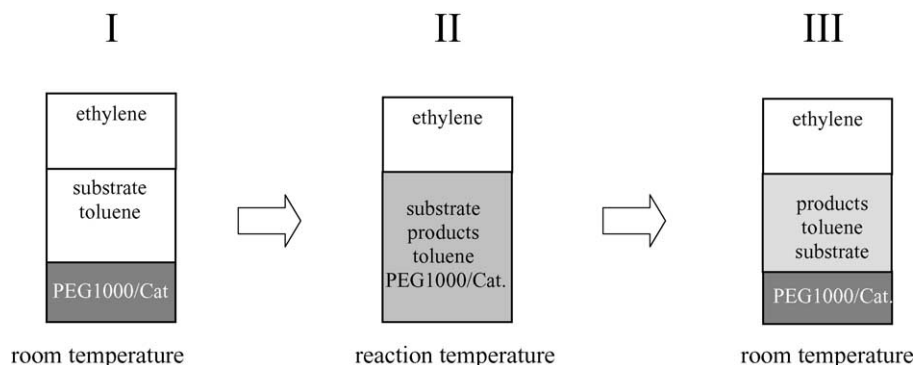 I
II
III
ethylene
substrate
toluene
PEG1000/Cat
room temperature
ethylene
substrate
products
toluene
PEG1000/Cat.
reaction temperature
ethylene
products
toluene
substrate
PEG1000/Cat.
room temperature